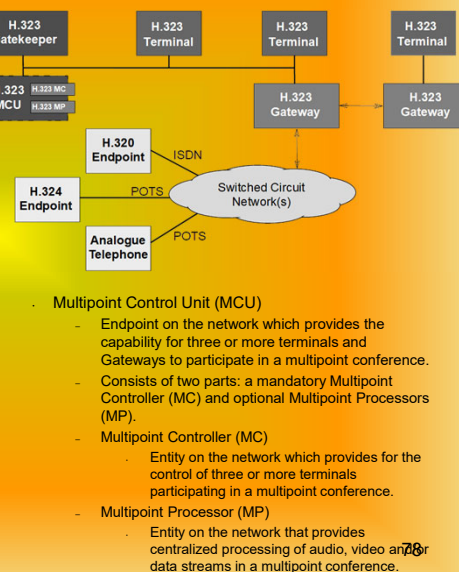 H.323
atekeeper
H.323
Terminal
H.323
Terminal
H.323
Terminal
.323
MCU
H.323 MC
H.323 MP
H.323
Gateway
H.323
Gateway
H.320
Endpoint
ISDN
H.324
Endpoint
POTS
Switched Circuit
Network(s)
Analogue
Telephone
POTS
. Multipoint Control Unit (MCU)
– Endpoint on the network which provides the
capability for three or more terminals and
Gateways to participate in a multipoint conference.
– Consists of two parts: a mandatory Multipoint
Controller (MC) and optional Multipoint Processors
(MP).
– Multipoint Controller (MC)
. Entity on the network which provides for the
control of three or more terminals
participating in a multipoint conference.
– Multipoint Processor (MP)
. Entity on the network that provides
centralized processing of audio, video and/or
data streams in a multipoint conference.
78